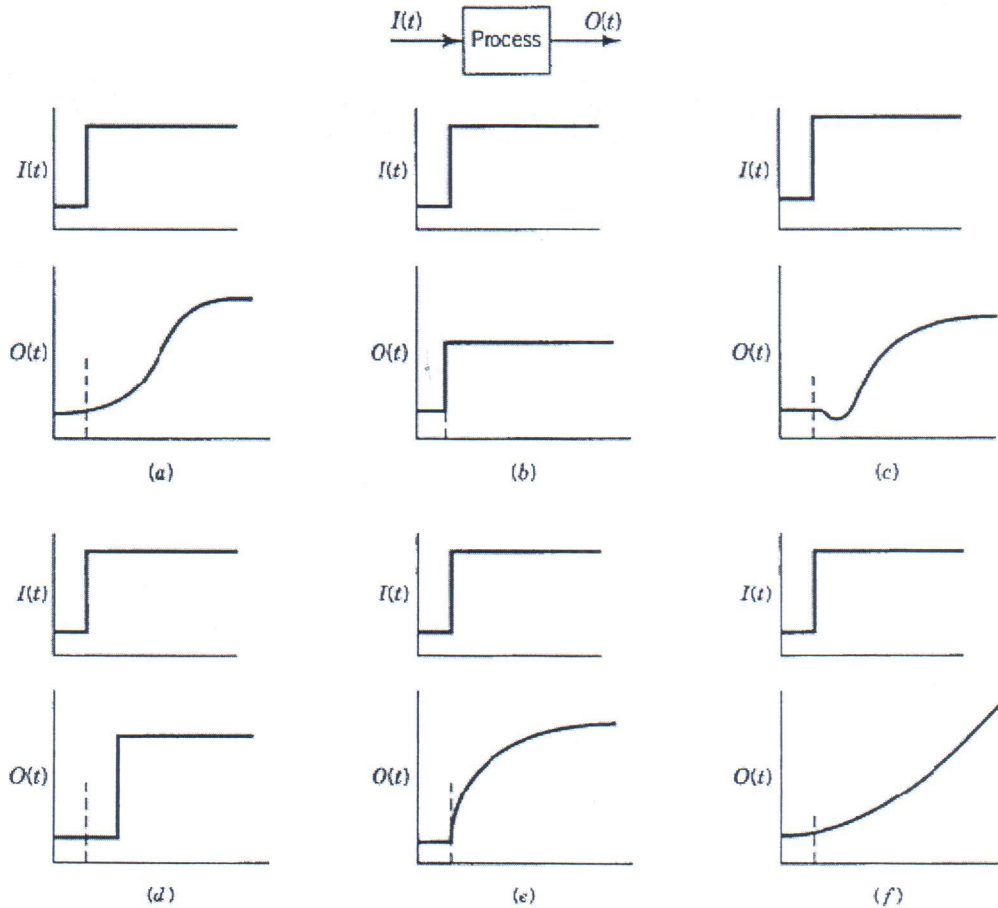 I(t) O(t)
Process
I(t) I(t) I(t)
O(t) O(t) O(t)
(a) (b) (c)
I(t) I(t) I(t)
O(t) O(t) O(t)
(d) (e) (f)